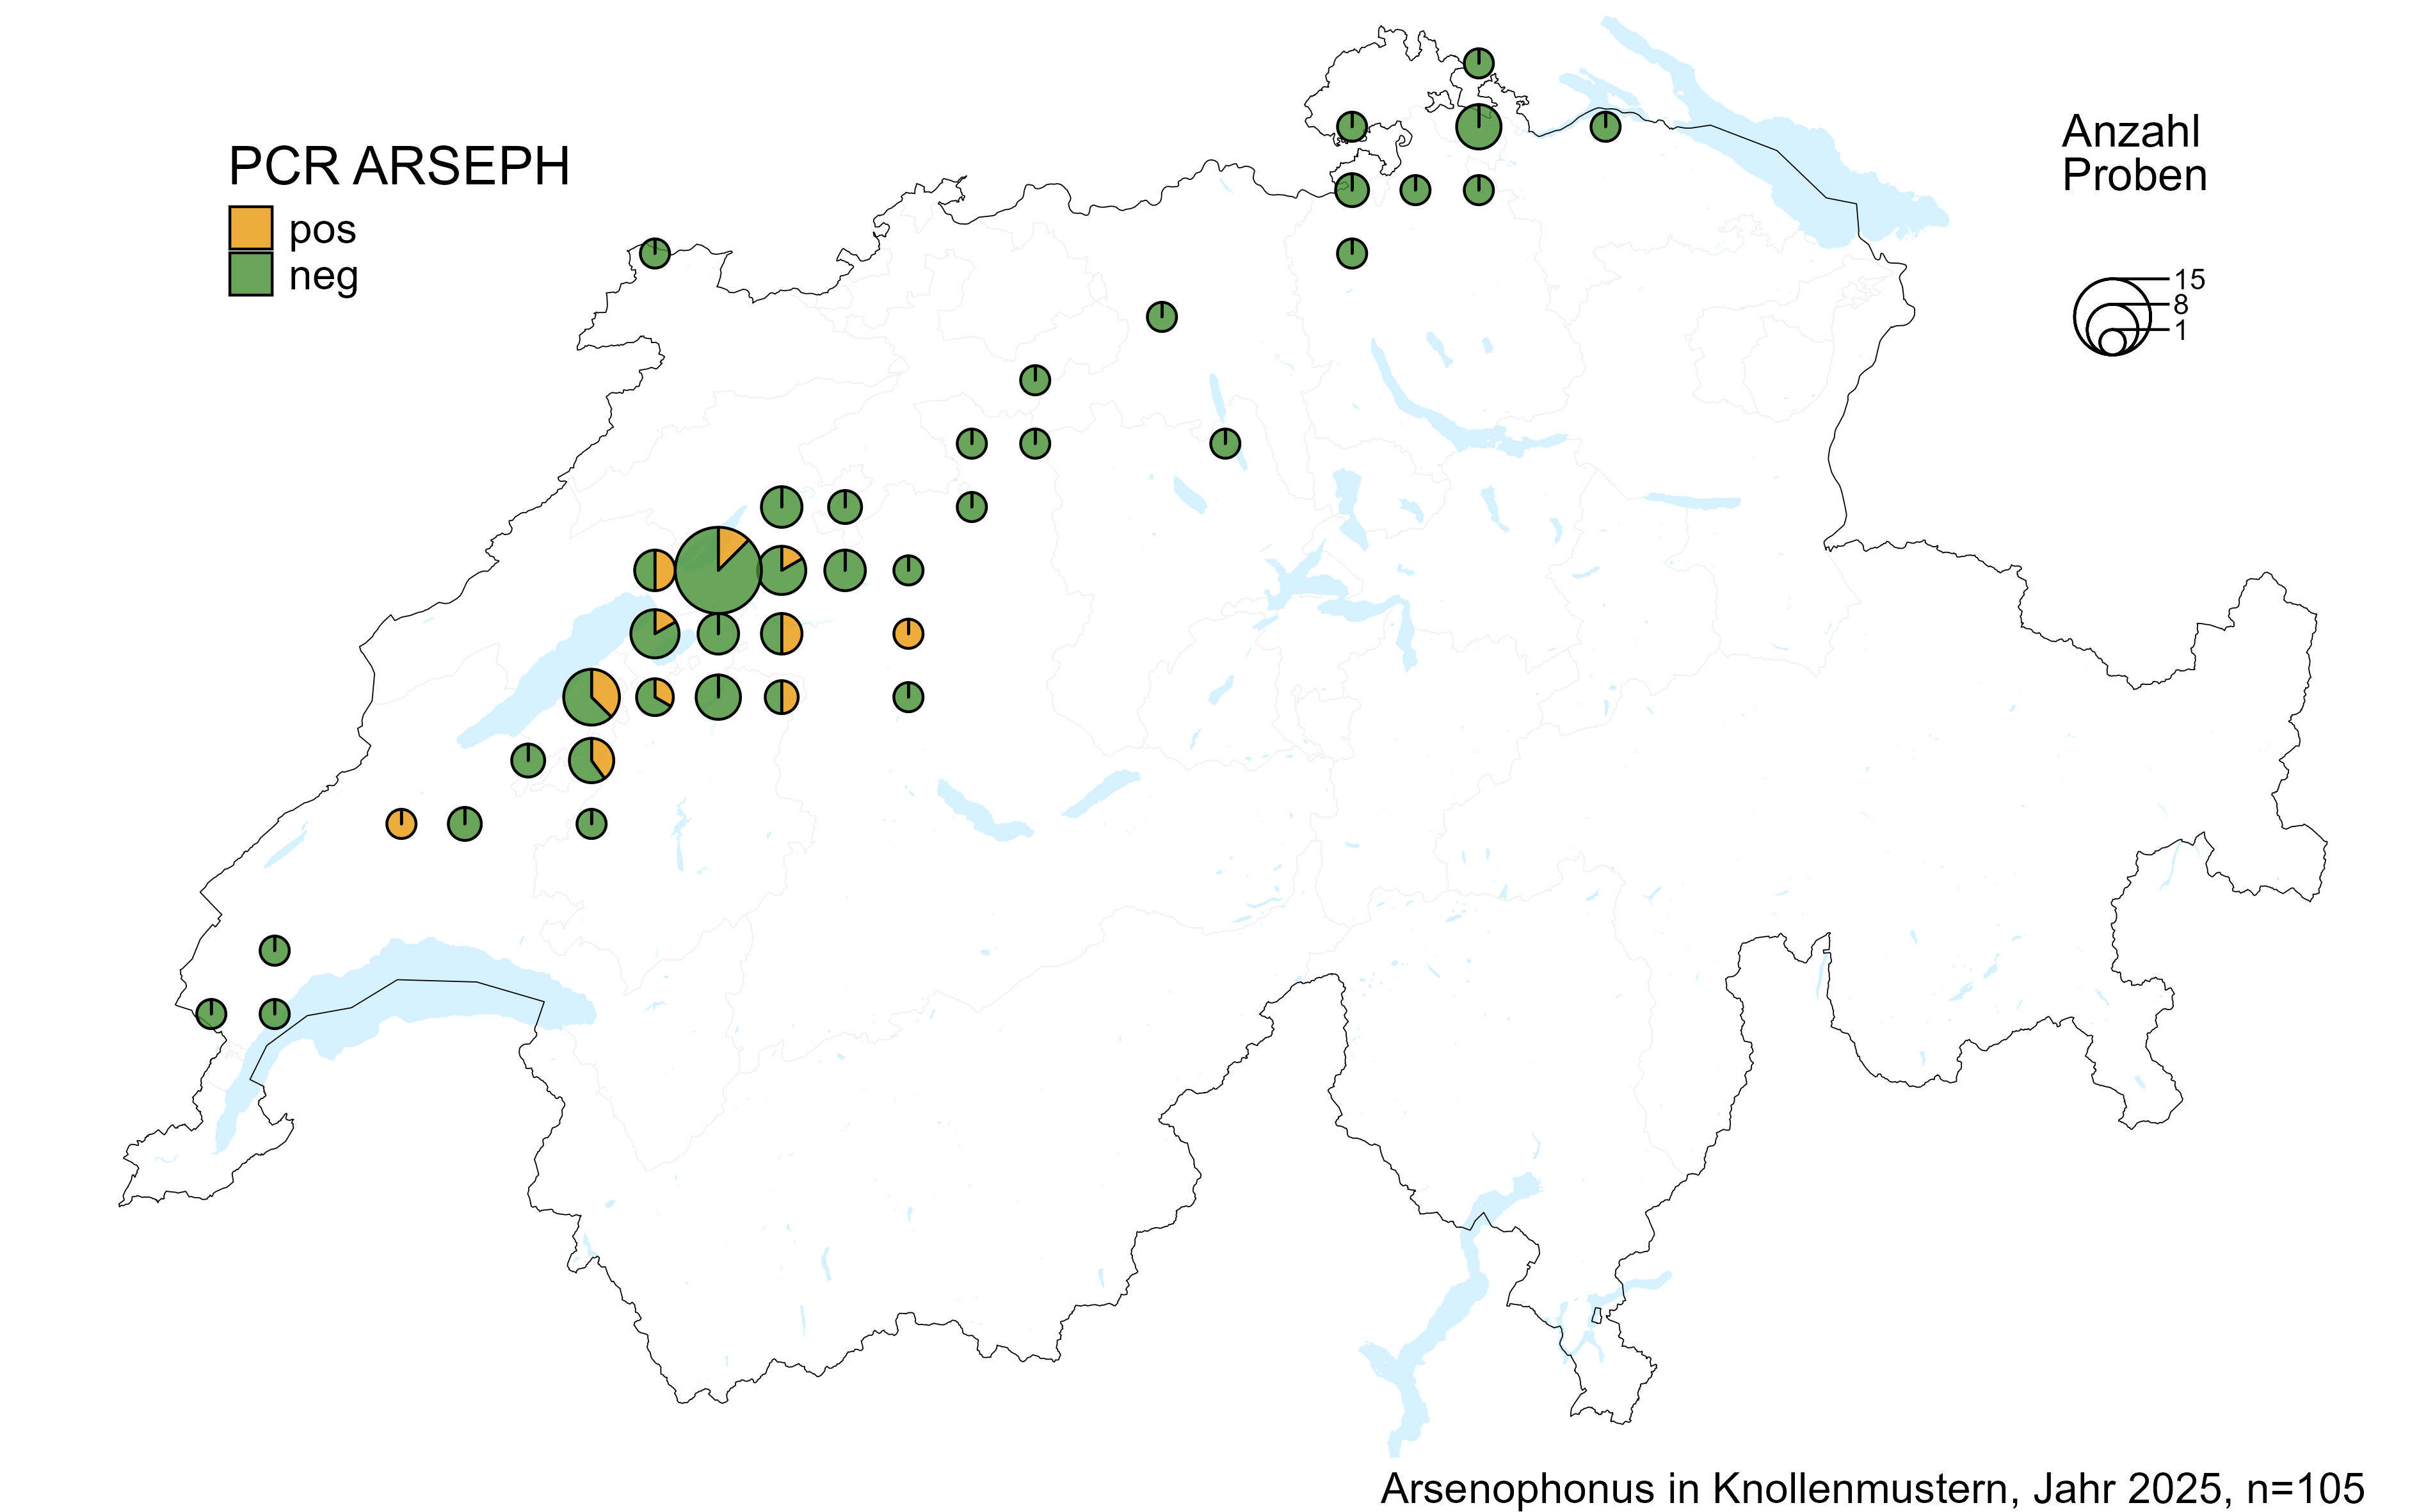 PCR ARSEPH
pos
neg
Anzahl
Proben
15
8
1
Arsenophonus in Knollenmustern, Jahr 2025, n=105